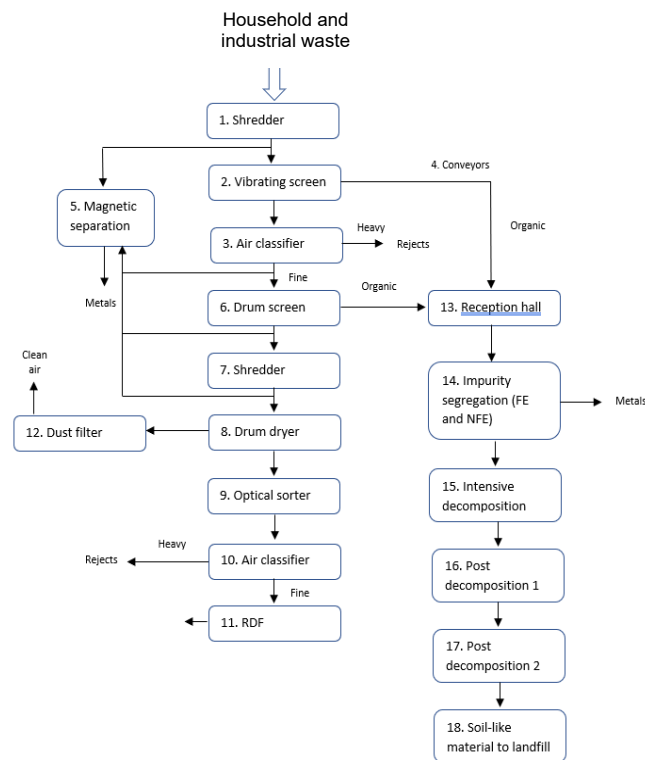 Household and
industrial waste
1. Shredder
4. Conveyors
2. Vibrating screen
5. Magnetic
separation
Organic
Heavy
3. Air classifier
Rejects
Fine
Metals
Organic
6. Drum screen
13. Reception hall
Clean
air
7. Shredder
14. Impurity
segregation (FE
and NFE)
Metals
12. Dust filter
8. Drum dryer
9. Optical sorter
15. Intensive
decomposition
Heavy
Rejects
10. Air classifier
16. Post
decomposition 1
Fine
11. RDF
17. Post
decomposition 2
18. Soil-like
material to landfill